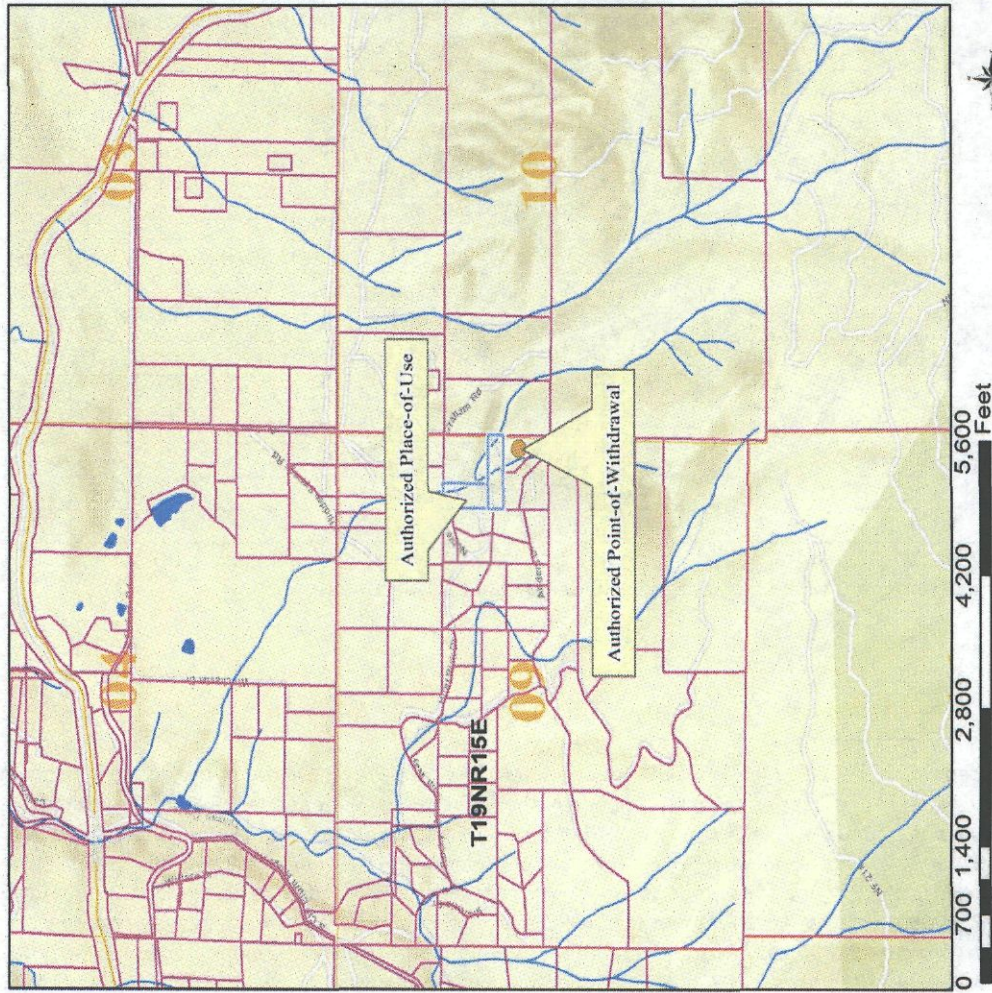 03
04
Authorized Place-of-Use
10
Authorized Point-of-Withdrawal
09
T19NR15E
0 700 1,400 2,800 4,200 5,600
Feet